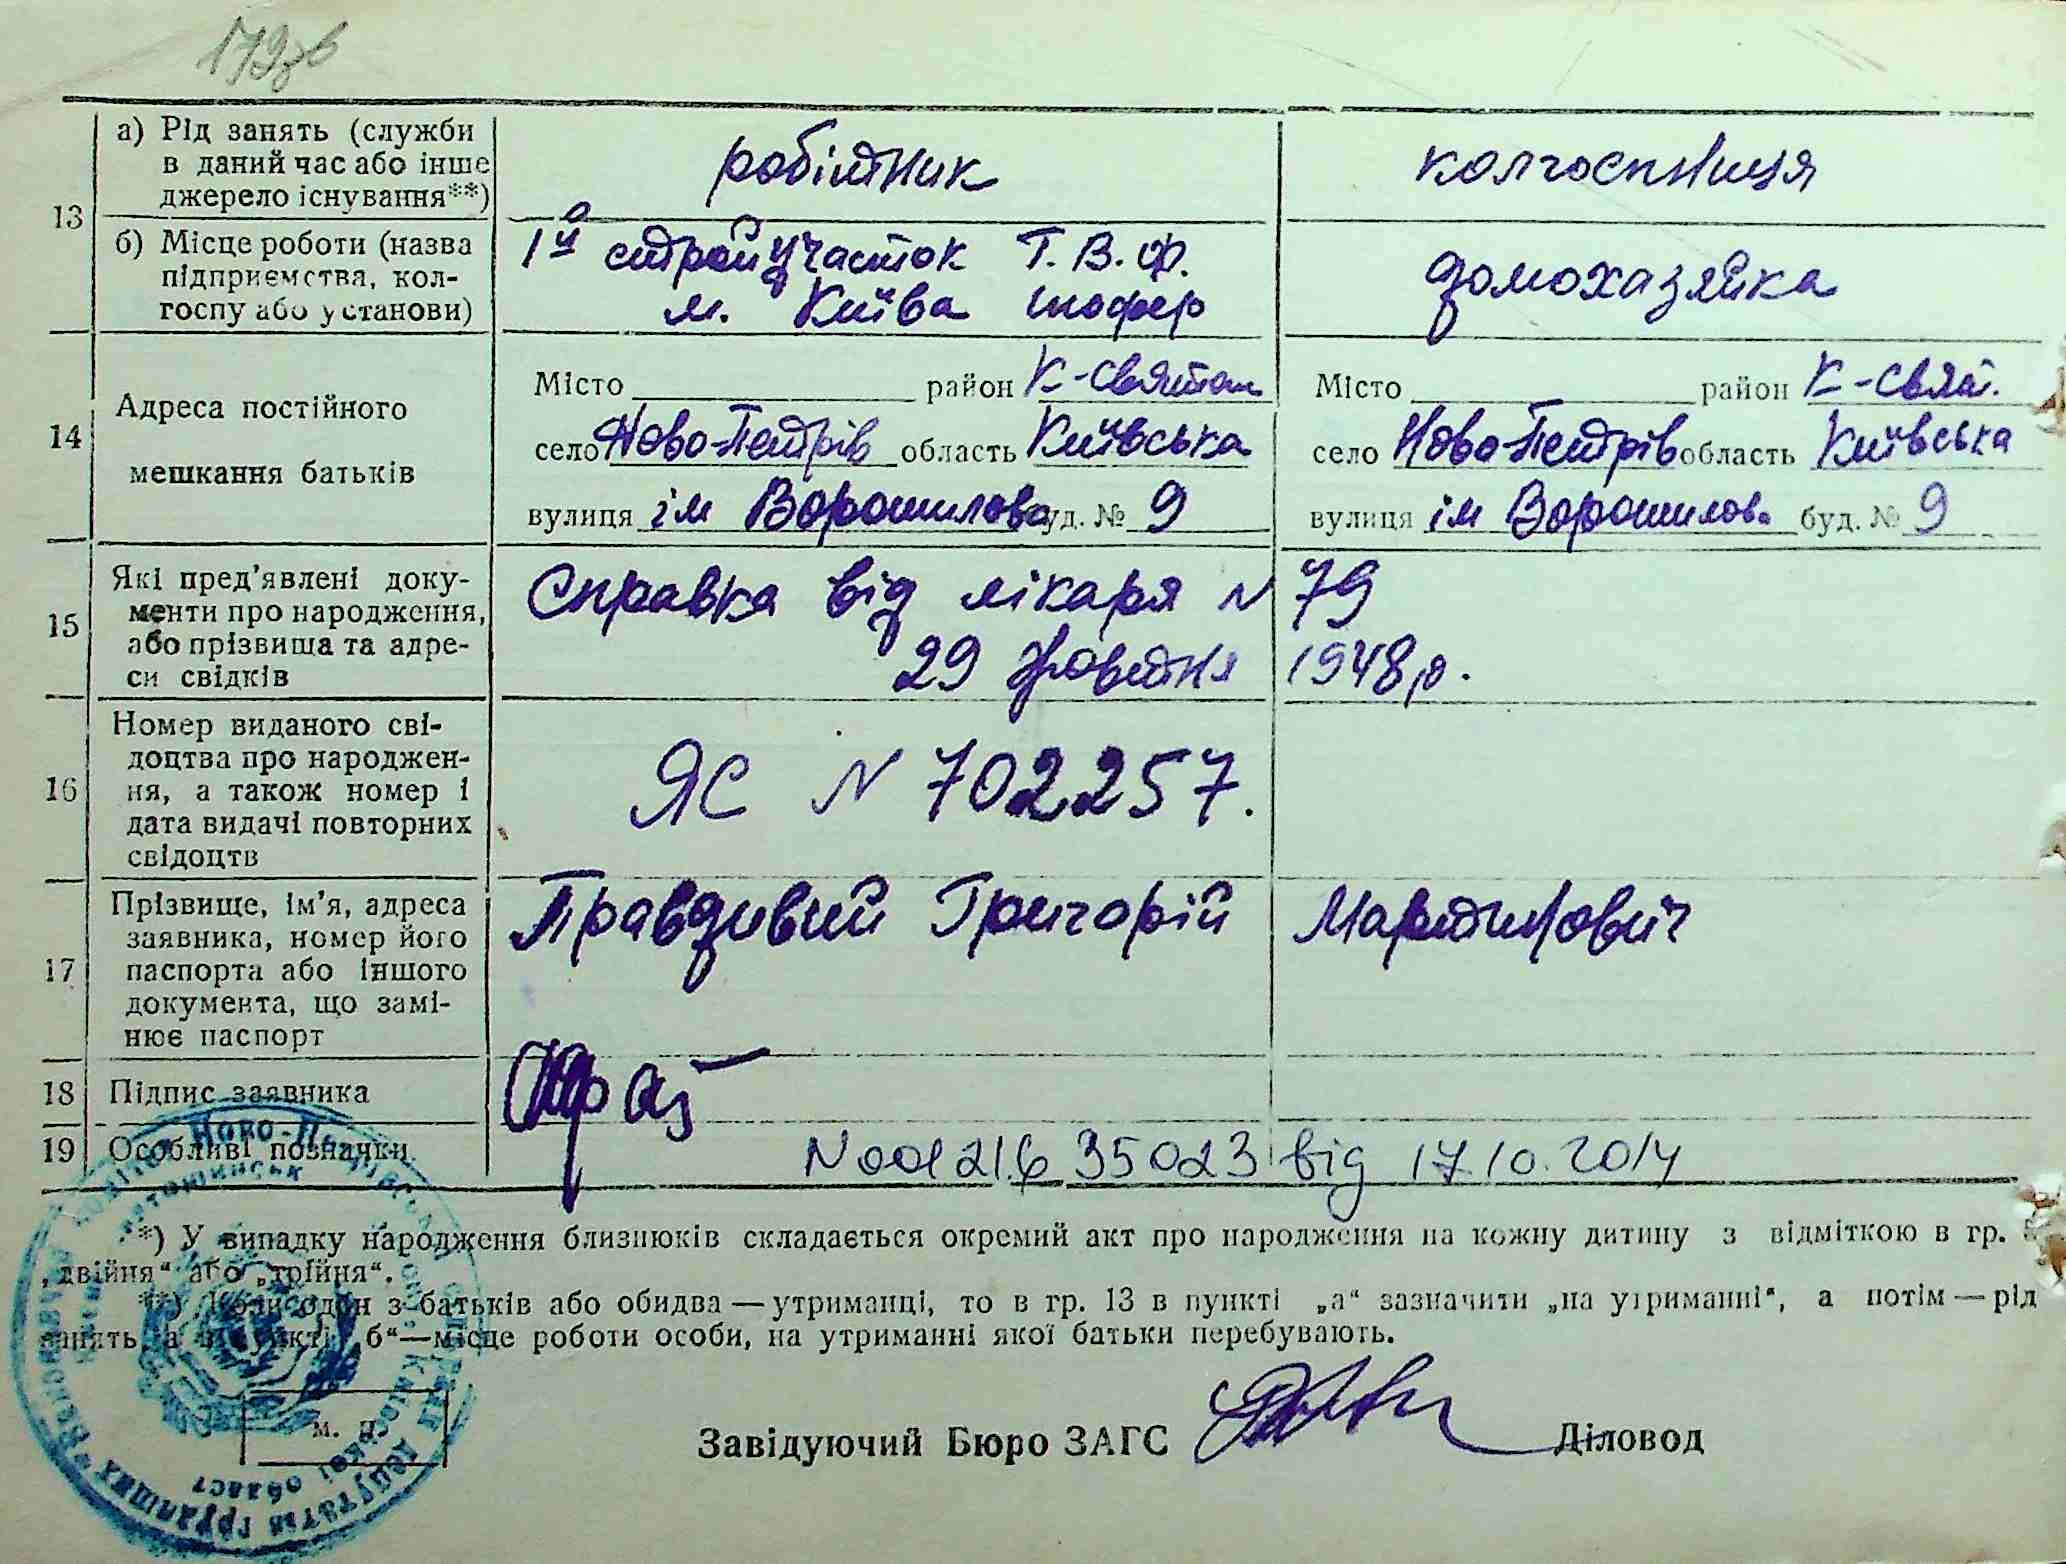 179зв
13
а) Рід занять (служби
в даний час або інше
джерело існування**)
робітник
колгоспниця
б) Місце роботи (назва
підприємства, кол-
госпу або установи)
1й стройучасток Т. В. Ф.
м. Київа шофер
домохазяйка
14
Адреса постійного
мешкання батьків
Місто район К-Святош
село Ново-Петрів область Київська
вулиця ім Ворошилова буд. № 9
Місто район К-Свят.
село Ново-Петрів область Київська
вулиця ім Ворошилова буд. № 9
15
Які пред'явлені доку-
менти про народження,
або прізвища та адре-
си свідків
Справка від лікаря N 79
29 жовтня 1948 р.
16
Номер виданого сві-
доцтва про народжен-
ня, а також номер і
дата видачі повторних
свідоцтв
ЯС N 702257.
17
Прізвище, ім'я, адреса
заявника, номер його
паспорта або іншого
документа, що замі-
нює паспорт
Правдивий Григорій Мартинович
18
Підпис заявника
19
Особливі позначки
N 00121635023 від 17.10.2014
*) У випадку народження близнюків складається окремий акт про народження на кожну дитину з відміткою в гр. 5
„двійня“ або „трійня“.
**) Коли один з батьків або обидва — утриманці, то в гр. 13 в пункті „а“ зазначити „на утриманні“, а потім — рід
занять, а в пункті „б“—місце роботи особи, на утриманні якої батьки перебувають.
М. П.
Завідуючий Бюро ЗАГС
Діловод